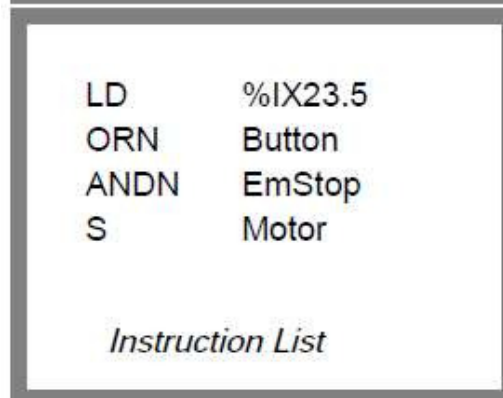 LD %IX23.5
ORN Button
ANDN EmStop
S Motor
Instruction List